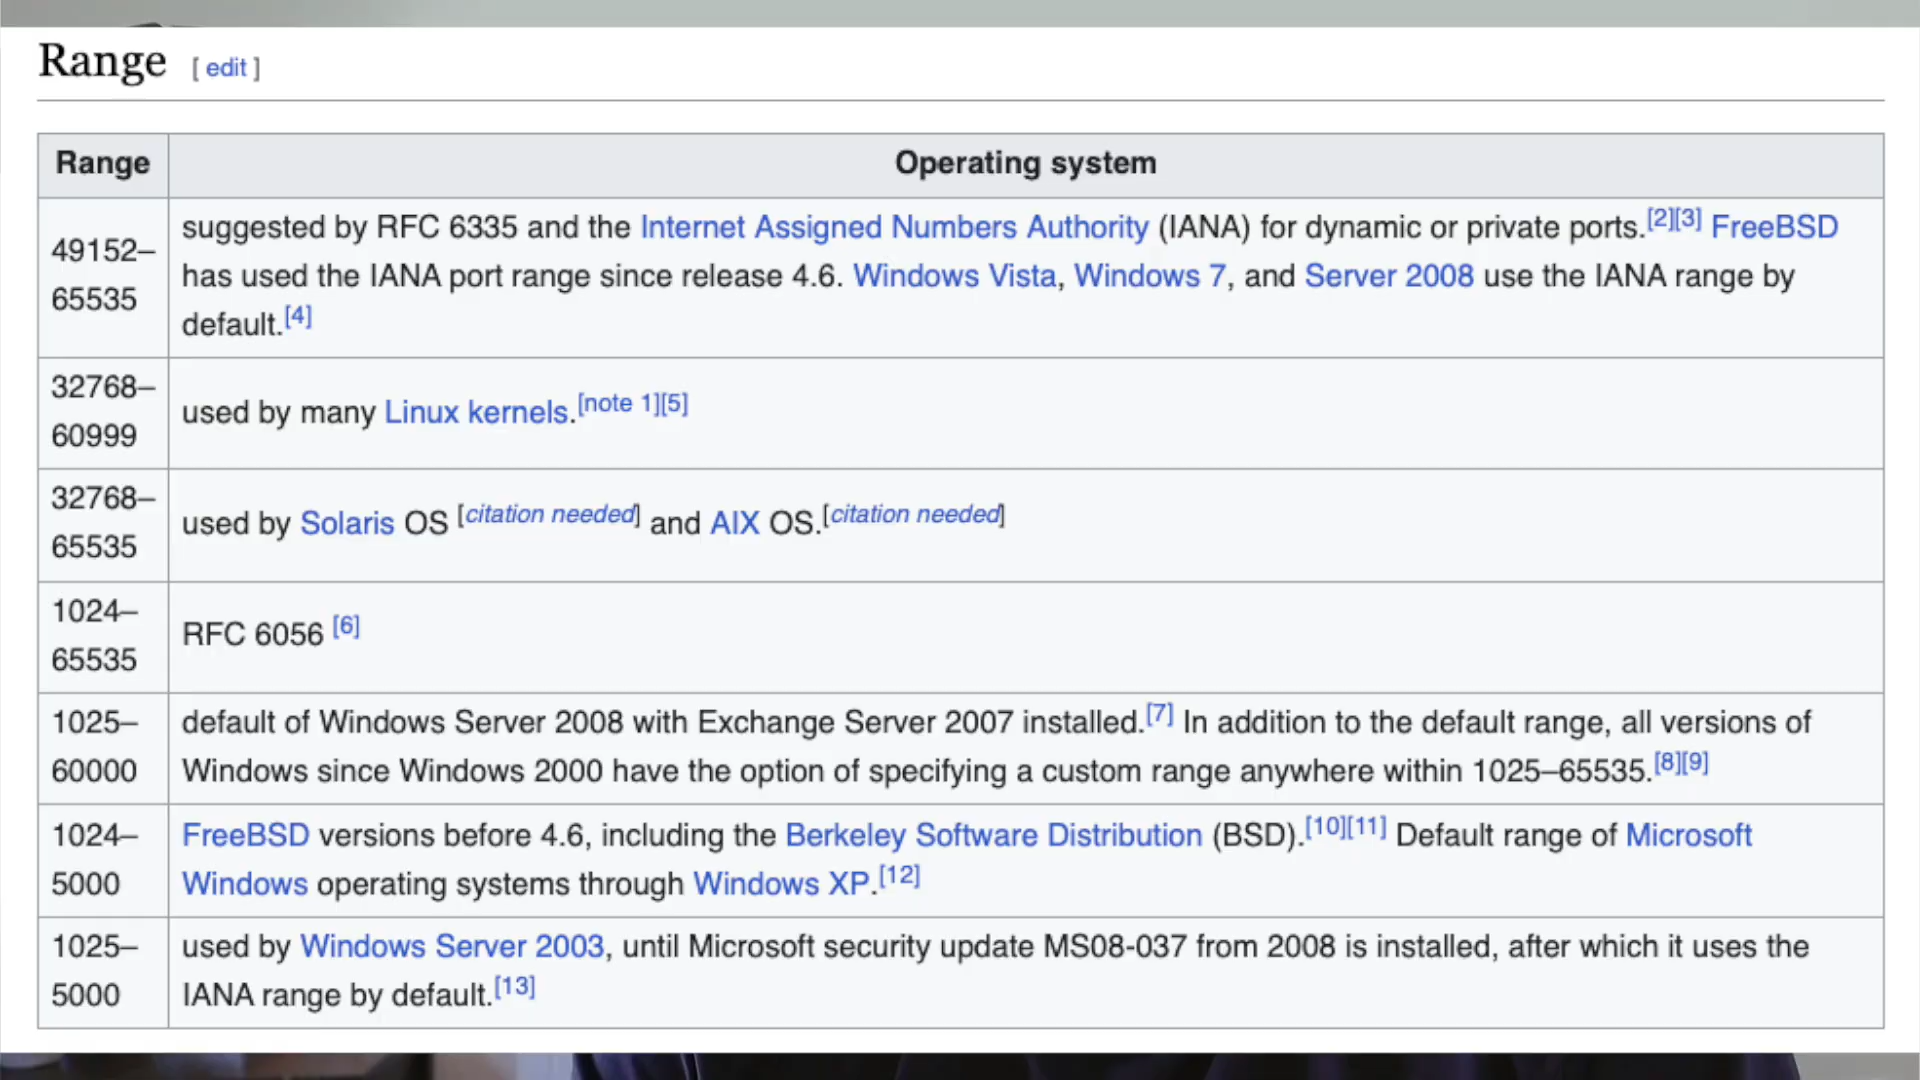 Range [ edit ]
Range Operating system
49152–
65535
suggested by RFC 6335 and the Internet Assigned Numbers Authority (IANA) for dynamic or private ports.[2][3] FreeBSD
has used the IANA port range since release 4.6. Windows Vista, Windows 7, and Server 2008 use the IANA range by
default.[4]
32768–
60999
used by many Linux kernels.[note 1][5]
32768–
65535
used by Solaris OS [citation needed] and AIX OS.[citation needed]
1024–
65535
RFC 6056 [6]
1025–
60000
default of Windows Server 2008 with Exchange Server 2007 installed.[7] In addition to the default range, all versions of
Windows since Windows 2000 have the option of specifying a custom range anywhere within 1025–65535.[8][9]
1024–
5000
FreeBSD versions before 4.6, including the Berkeley Software Distribution (BSD).[10][11] Default range of Microsoft
Windows operating systems through Windows XP.[12]
1025–
5000
used by Windows Server 2003, until Microsoft security update MS08-037 from 2008 is installed, after which it uses the
IANA range by default.[13]